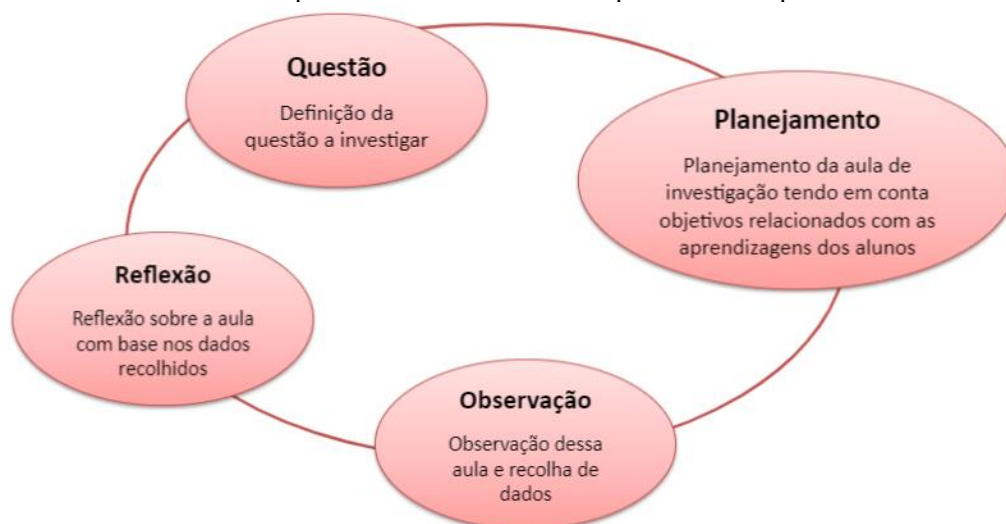 Questão
Definição da
questão a investigar
Planejamento
Planejamento da aula de
investigação tendo em conta
objetivos relacionados com as
aprendizagens dos alunos
Reflexão
Reflexão sobre a aula
com base nos dados
recolhidos
Observação
Observação dessa
aula e recolha de
dados